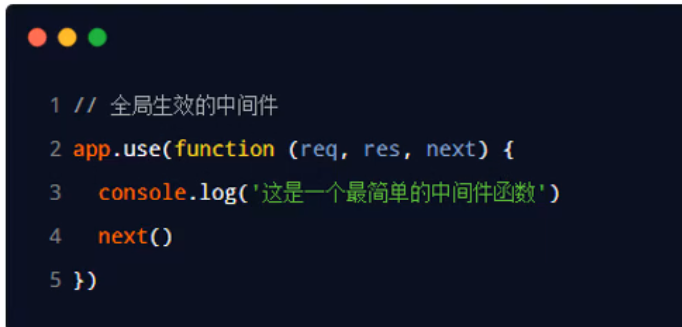 1 // 全局生效的中间件
2 app.use(function (req, res, next) {
3   console.log('这是一个最简单的中间件函数')
4   next()
5 })